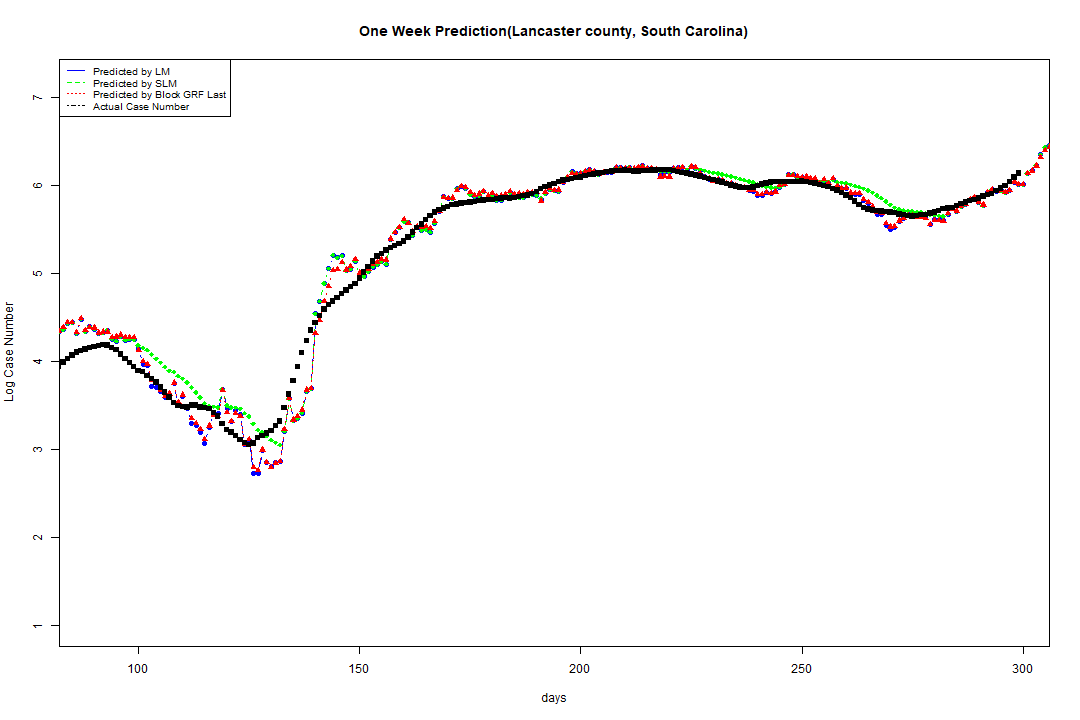 One Week Prediction(Lancaster county, South Carolina)
Predicted by LM
Predicted by SLM
Predicted by Block GRF Last
Actual Case Number
7
6
5
4
3
2
1
Log Case Number
100 150 200 250 300
days